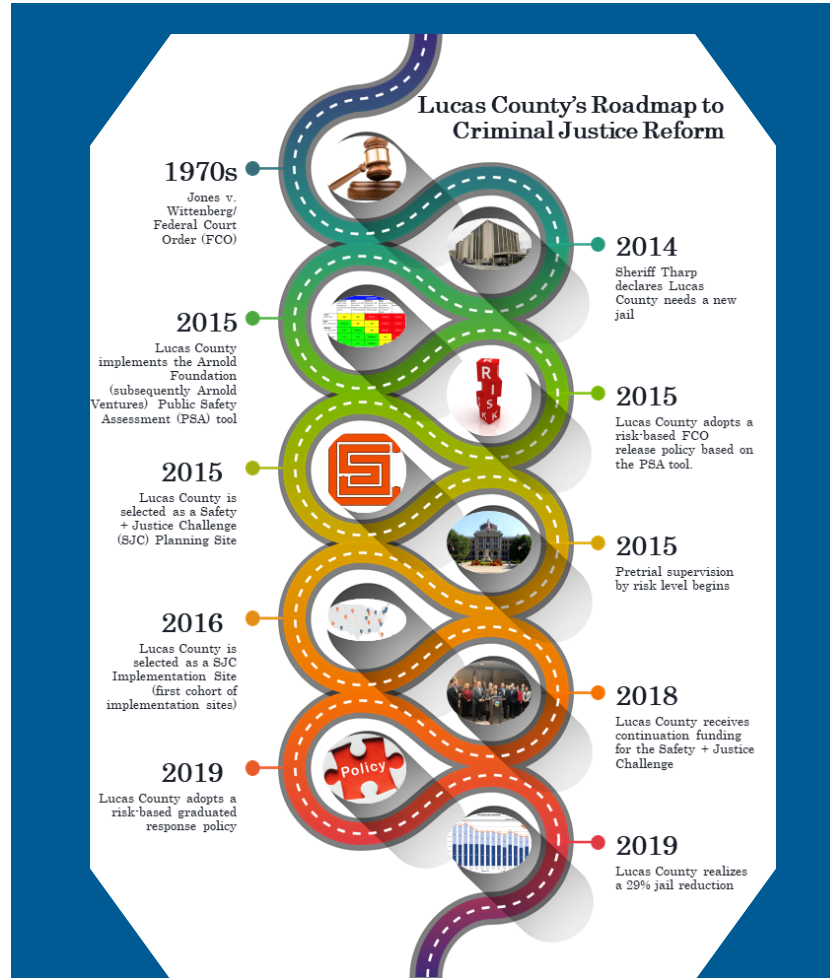 Lucas County's Roadmap to
Criminal Justice Reform
1970s
Jones v.
Wittenberg/
Federal Court
Order (FCO)
2014
Sheriff Tharp
declares Lucas
County needs a new
jail
2015
Lucas County
implements the Arnold
Foundation
(subsequently Arnold
Ventures) Public Safety
Assessment (PSA) tool
RISK
2015
Lucas County adopts a
risk-based FCO
release policy based on
the PSA tool.
2015
Lucas County is
selected as a Safety
+ Justice Challenge
(SJC) Planning Site
2015
Pretrial supervision
by risk level begins
2016
Lucas County is
selected as a SJC
Implementation Site
(first cohort of
implementation sites)
2018
Lucas County receives
continuation funding
for the Safety + Justice
Challenge
2019
Lucas County adopts a
risk-based graduated
response policy
Policy
2019
Lucas County realizes
a 29% jail reduction